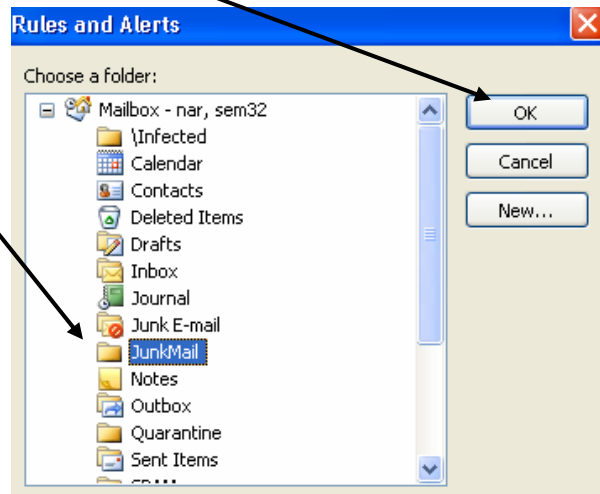 Rules and Alerts
Choose a folder:
Mailbox - nar, sem32
\Infected
Calendar
Contacts
Deleted Items
Drafts
Inbox
Journal
Junk E-mail
JunkMail
Notes
Outbox
Quarantine
Sent Items
OK
Cancel
New...